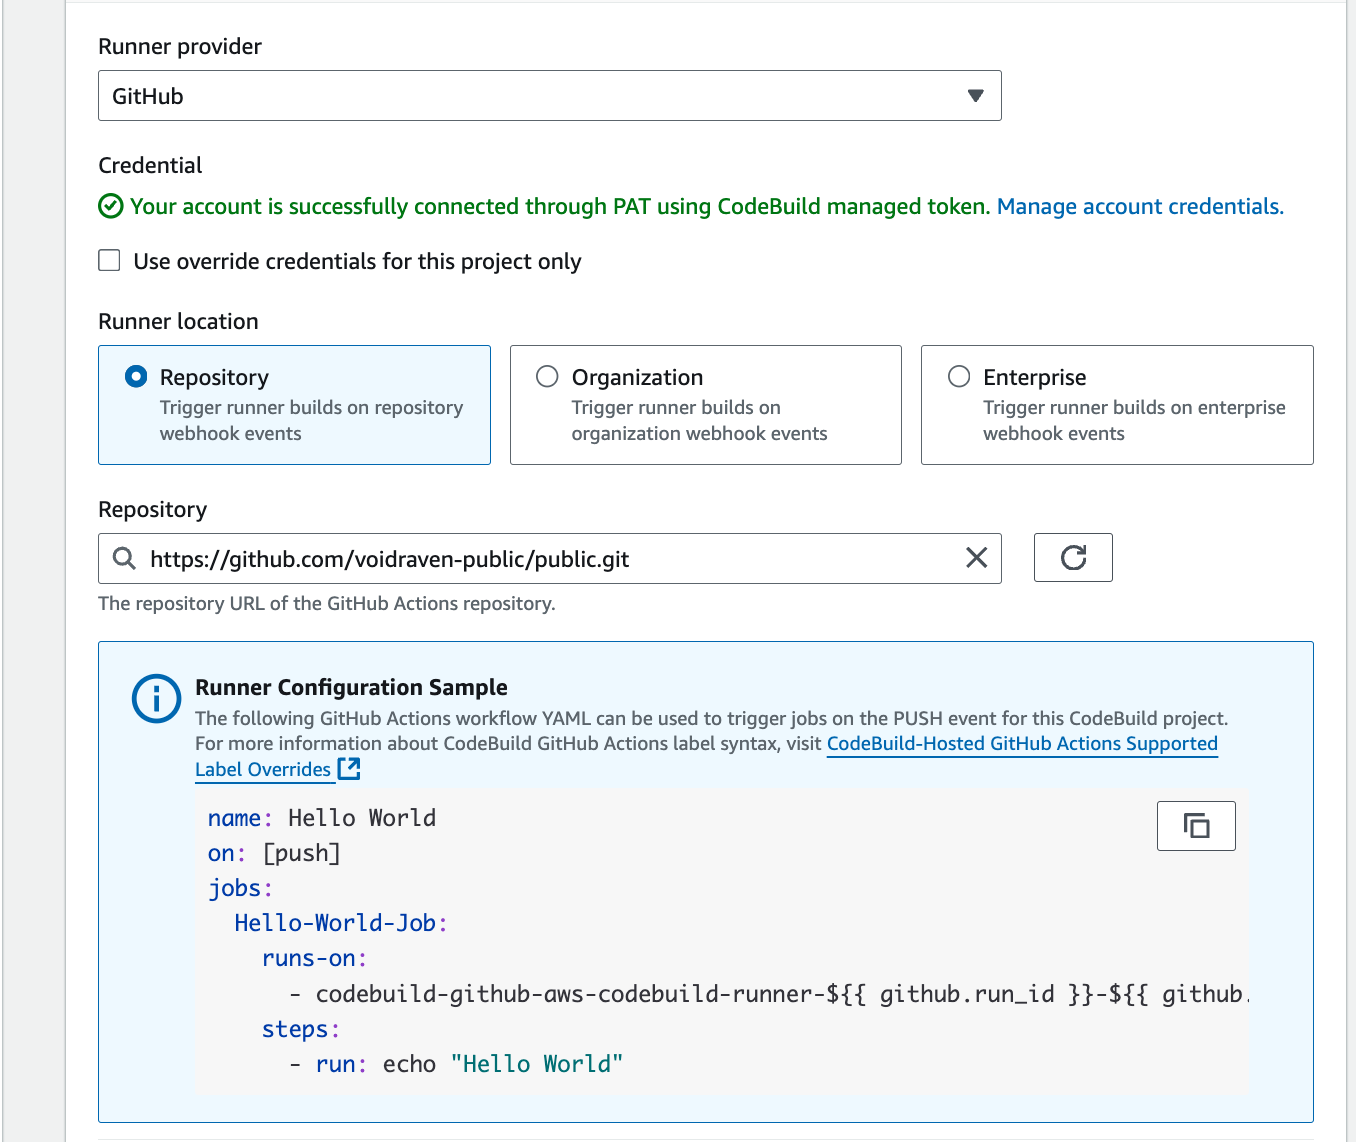 Runner provider
GitHub
Credential
Your account is successfully connected through PAT using CodeBuild managed token. Manage account credentials.
Use override credentials for this project only
Runner location
Repository
Trigger runner builds on repository
webhook events
Organization
Trigger runner builds on
organization webhook events
Enterprise
Trigger runner builds on enterprise
webhook events
Repository
https://github.com/voidraven-public/public.git
The repository URL of the GitHub Actions repository.
Runner Configuration Sample
The following GitHub Actions workflow YAML can be used to trigger jobs on the PUSH event for this CodeBuild project.
For more information about CodeBuild GitHub Actions label syntax, visit CodeBuild-Hosted GitHub Actions Supported
Label Overrides
name: Hello World
on: [push]
jobs:
  Hello-World-Job:
    runs-on:
      - codebuild-github-aws-codebuild-runner-${{ github.run_id }}-${{ github.
    steps:
      - run: echo "Hello World"